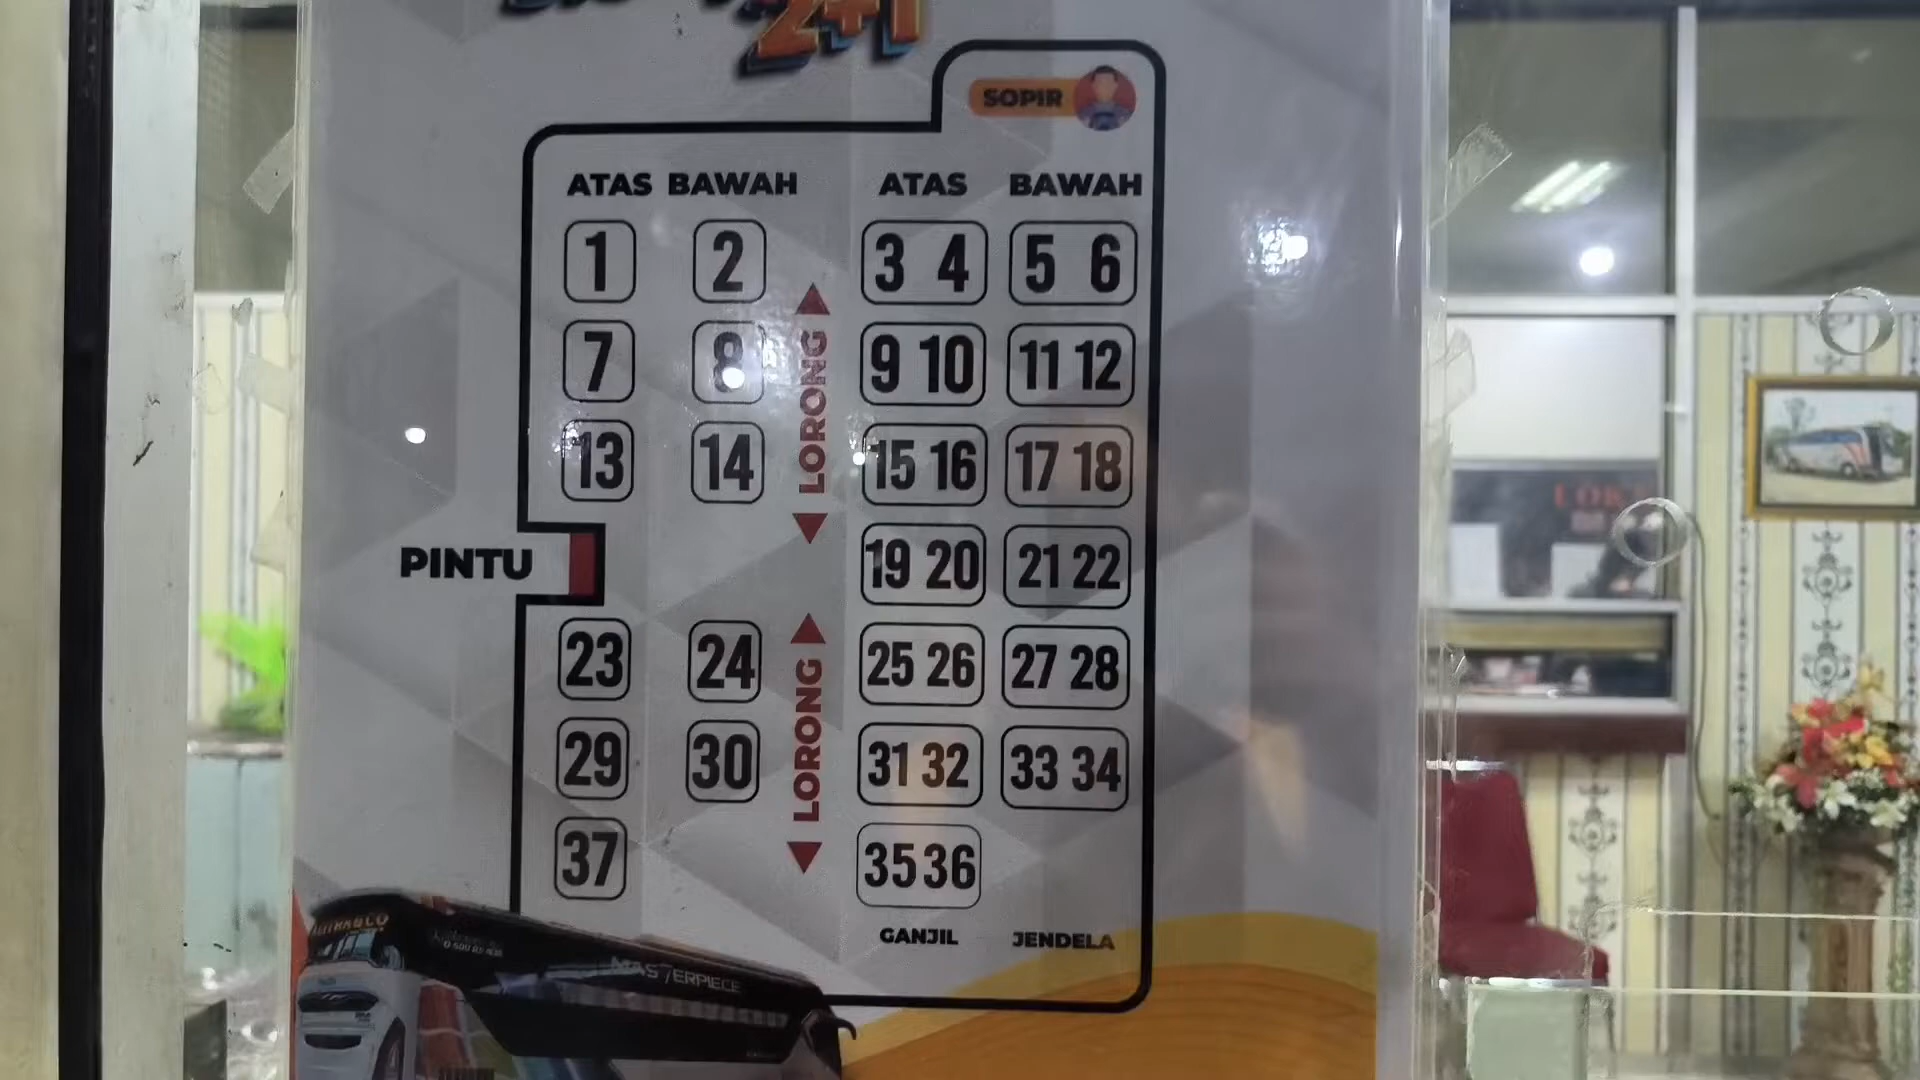 2+1
SOPIR
ATAS BAWAH ATAS BAWAH
1 2 3 4 5 6
7 8 9 10 11 12
13 14 15 16 17 18
LORONG
PINTU 19 20 21 22
23 24 25 26 27 28
29 30 31 32 33 34
LORONG
37 35 36
GANJIL JENDELA
MASTERPIECE